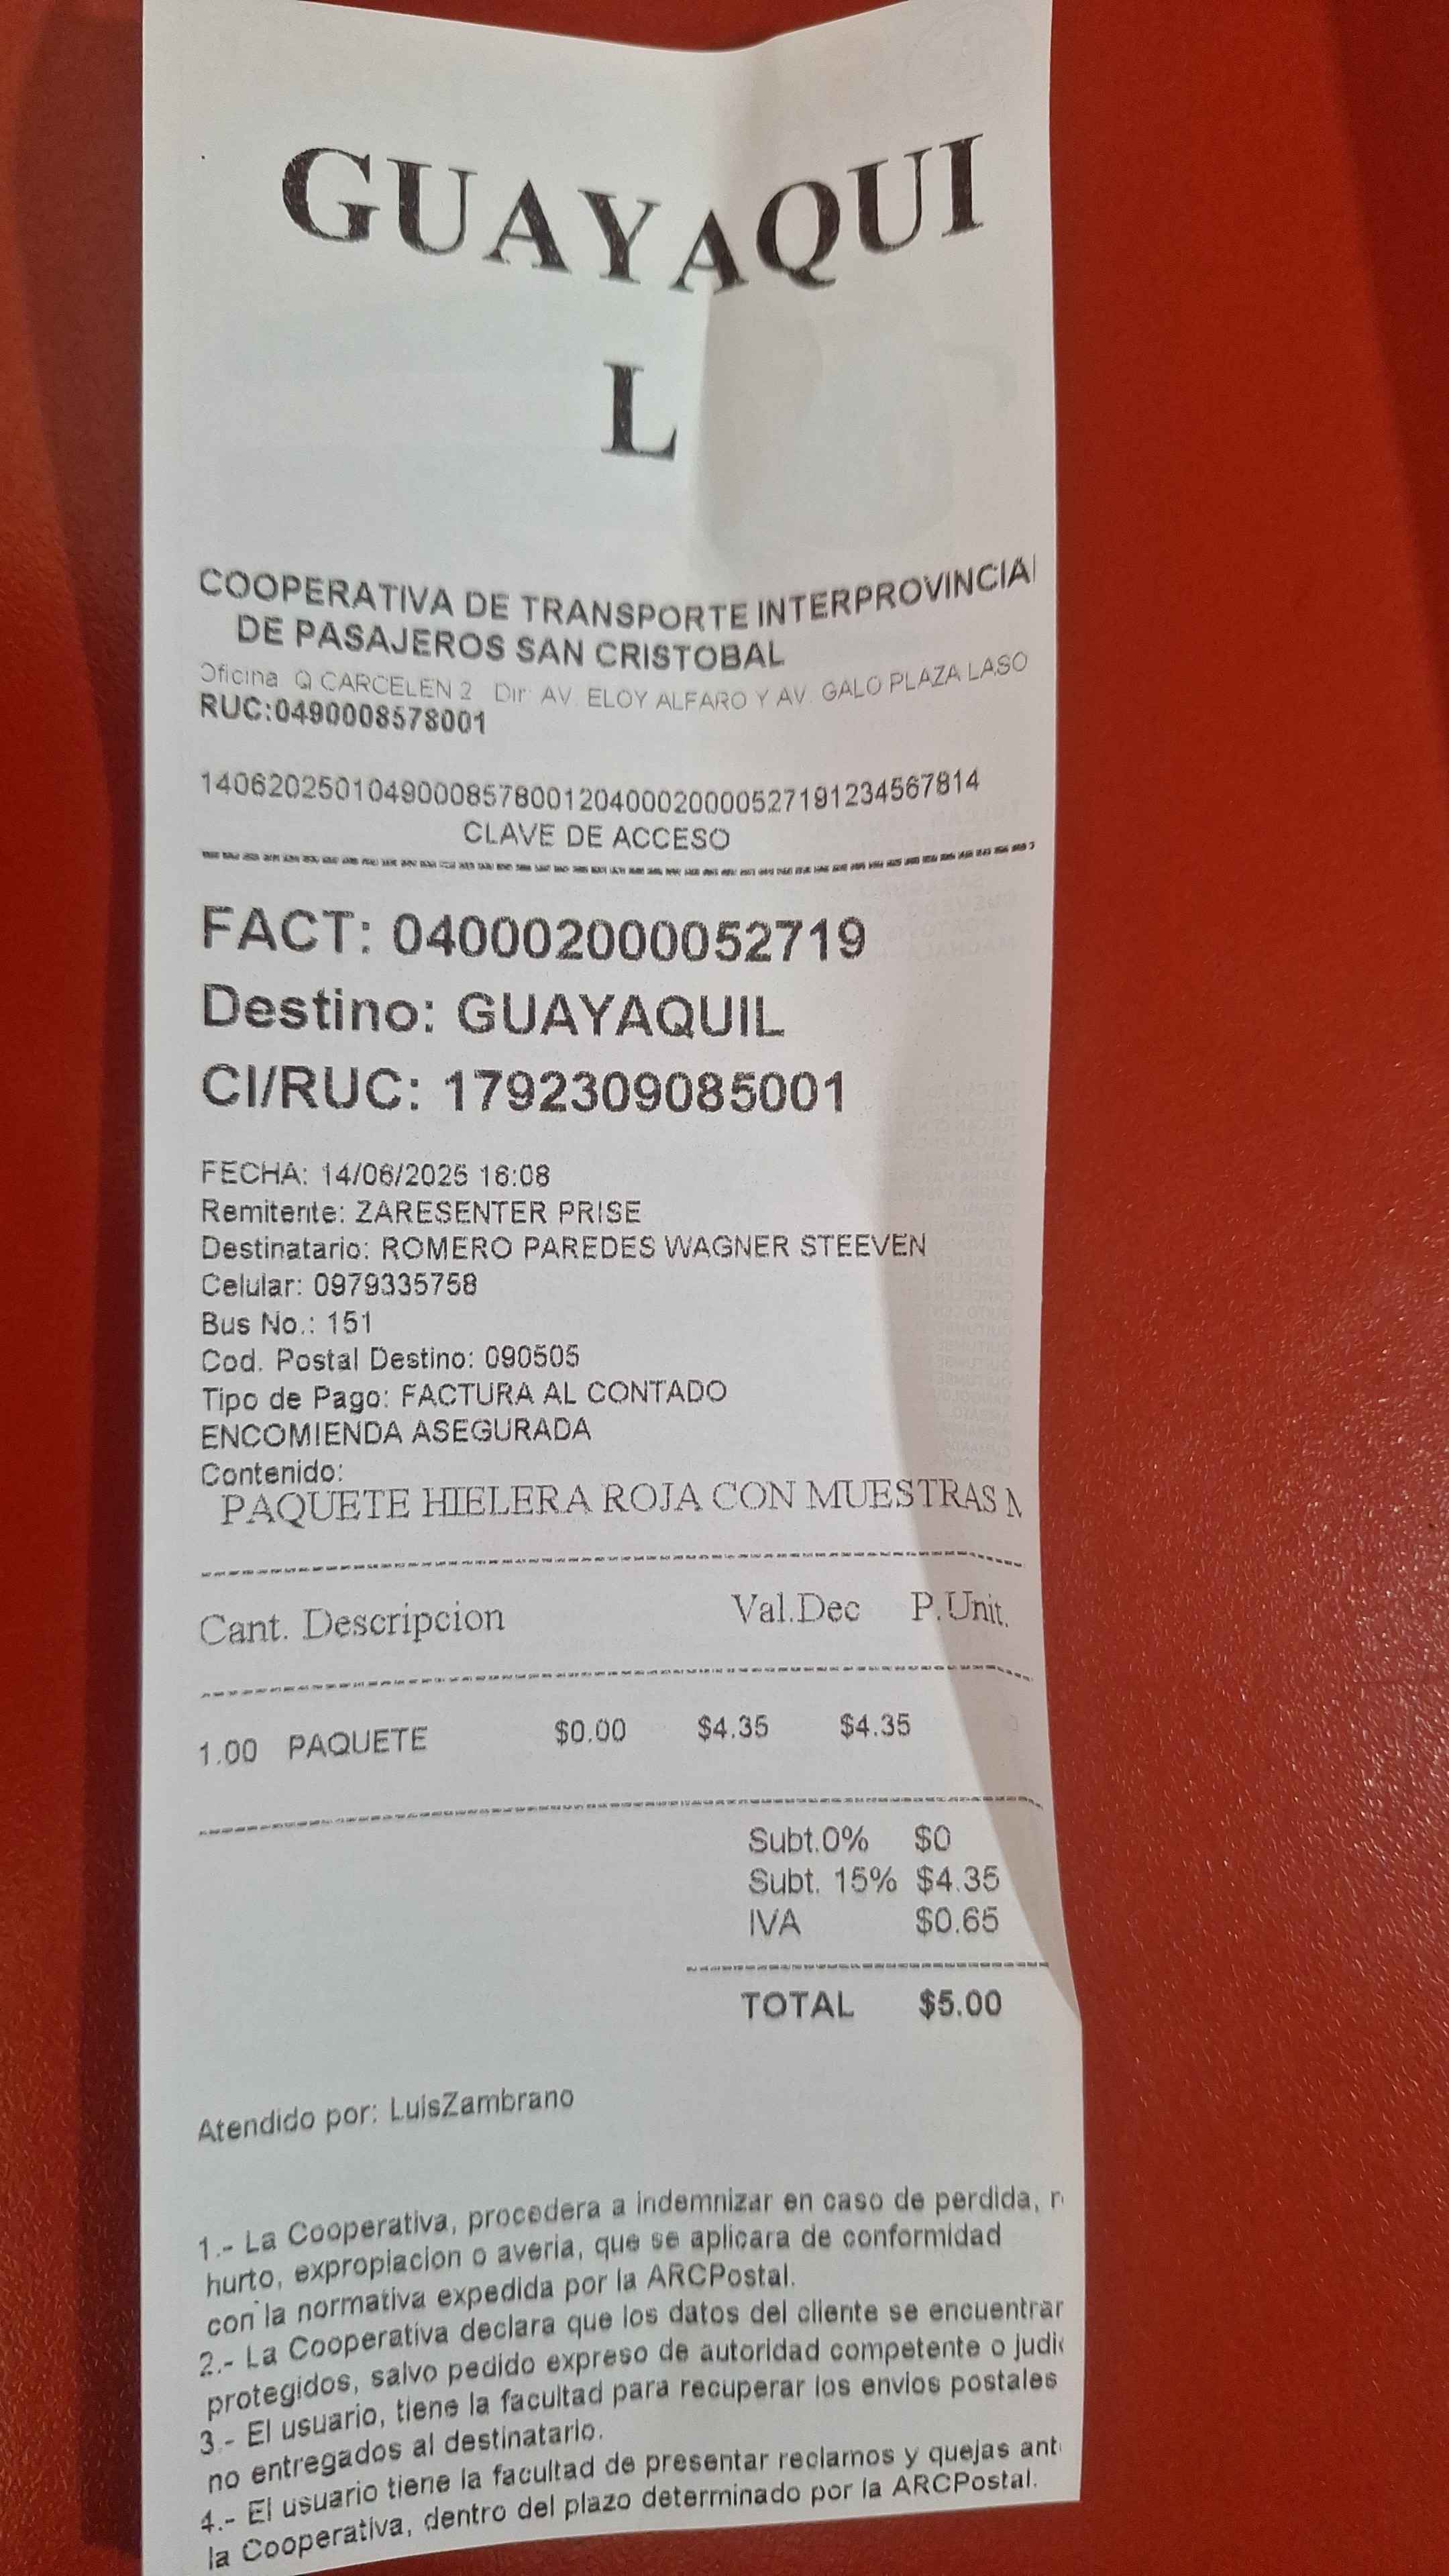 GUAYAQUI
L
COOPERATIVA DE TRANSPORTE INTERPROVINCIAL
DE PASAJEROS SAN CRISTOBAL
Oficina Q CARCELEN 2 Dir: AV. ELOY ALFARO Y AV. GALO PLAZA LASO
RUC:0490008578001
1406202501049000857800120400020000527191234567814
CLAVE DE ACCESO
FACT: 040002000052719
Destino: GUAYAQUIL
CI/RUC: 1792309085001
FECHA: 14/06/2025 16:08
Remitente: ZARESENTER PRISE
Destinatario: ROMERO PAREDES WAGNER STEEVEN
Celular: 0979335758
Bus No.: 151
Cod. Postal Destino: 090505
Tipo de Pago: FACTURA AL CONTADO
ENCOMIENDA ASEGURADA
Contenido:
PAQUETE HIELERA ROJA CON MUESTRAS
Cant. Descripcion Val.Dec P.Unit.
1.00 PAQUETE $0.00 $4.35 $4.35
Subt.0% $0
Subt. 15% $4.35
IVA $0.65
TOTAL $5.00
Atendido por: LuisZambrano
1.- La Cooperativa, procedera a indemnizar en caso de perdida,
hurto, expropiacion o averia, que se aplicara de conformidad
con la normativa expedida por la ARCPostal.
2.- La Cooperativa declara que los datos del cliente se encuentran
protegidos, salvo pedido expreso de autoridad competente o judi
3.- El usuario, tiene la facultad para recuperar los envios postales
no entregados al destinatario.
4.- El usuario tiene la facultad de presentar reclamos y quejas ant
la Cooperativa, dentro del plazo determinado por la ARCPostal.